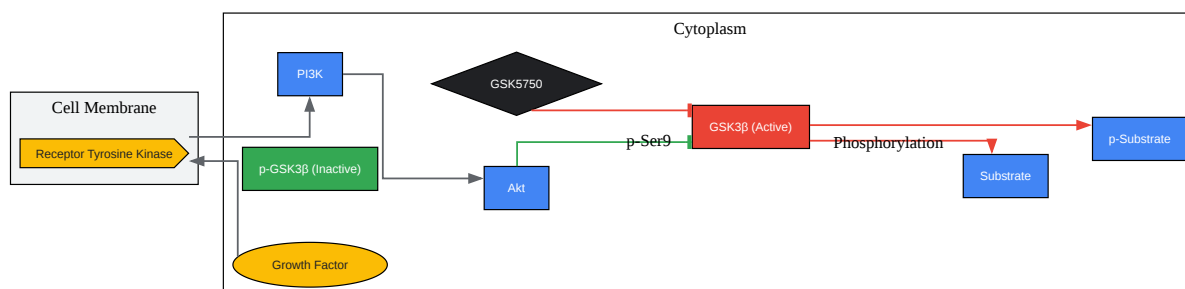 Cytoplasm
PI3K
GSK5750
Cell Membrane
Receptor Tyrosine Kinase
GSK3β (Active)
p-Ser9
Phosphorylation
p-Substrate
p-GSK3β (Inactive)
Akt
Substrate
Growth Factor